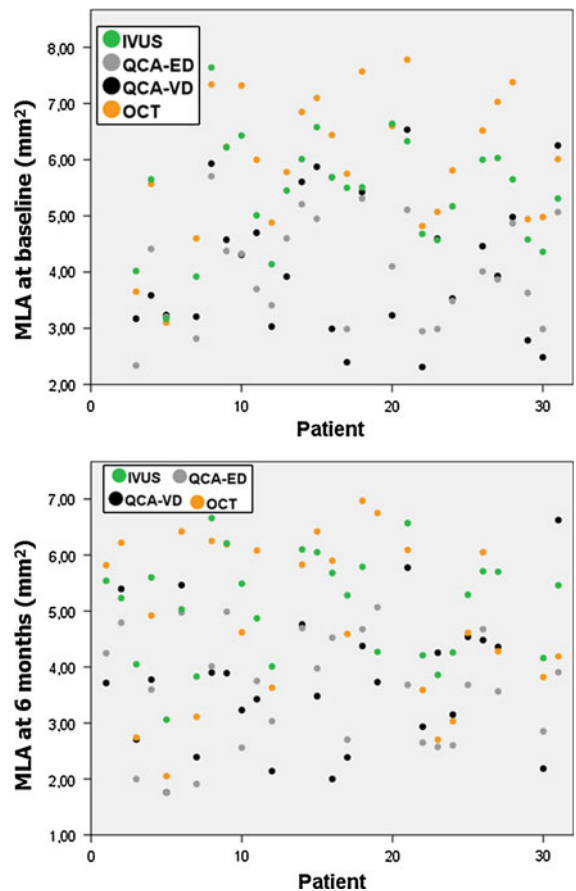 MLA at baseline (mm²)
8,00
7,00
6,00
5,00
4,00
3,00
2,00
IVUS
QCA-ED
QCA-VD
OCT
0 10 20 30
Patient
MLA at 6 months (mm²)
7,00
6,00
5,00
4,00
3,00
2,00
1,00
IVUS QCA-ED
QCA-VD OCT
0 10 20 30
Patient